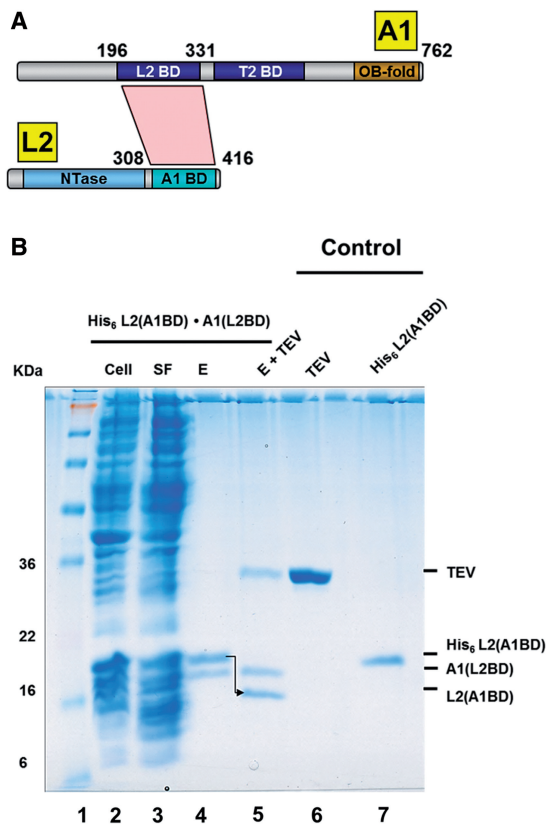 A
A1
196 331 762
L2 BD T2 BD OB-fold
L2
308 416
NTase A1 BD
B
Control
His6 L2(A1BD) • A1(L2BD)
KDa Cell SF E E + TEV TEV His6 L2(A1BD)
36
TEV
22
His6 L2(A1BD)
A1(L2BD)
16
L2(A1BD)
6
1 2 3 4 5 6 7